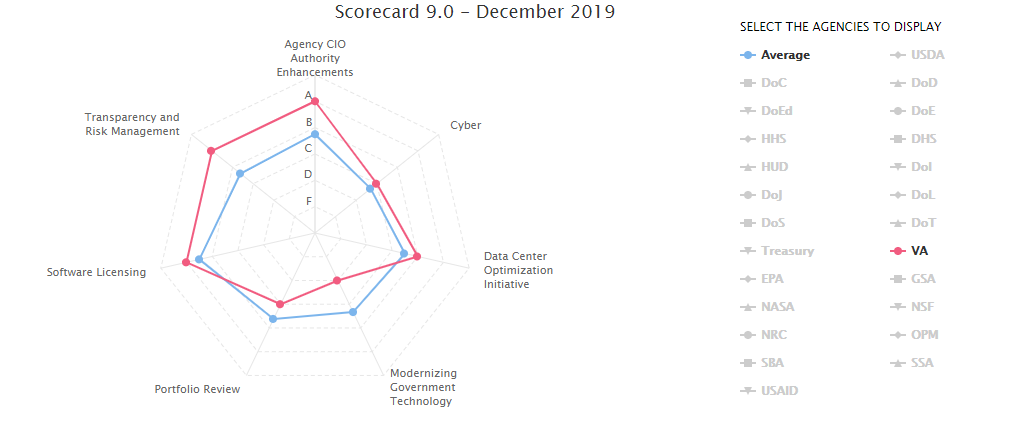 Scorecard 9.0 - December 2019
SELECT THE AGENCIES TO DISPLAY
Agency CIO
Authority
Enhancements
Cyber
Data Center
Optimization
Initiative
Modernizing
Government
Technology
Portfolio Review
Software Licensing
Transparency and
Risk Management
A
B
C
D
F
Average
USDA
DoC
DoD
DoEd
DoE
HHS
DHS
HUD
DoI
DoJ
DoL
DoS
DoT
Treasury
VA
EPA
GSA
NASA
NSF
NRC
OPM
SBA
SSA
USAID